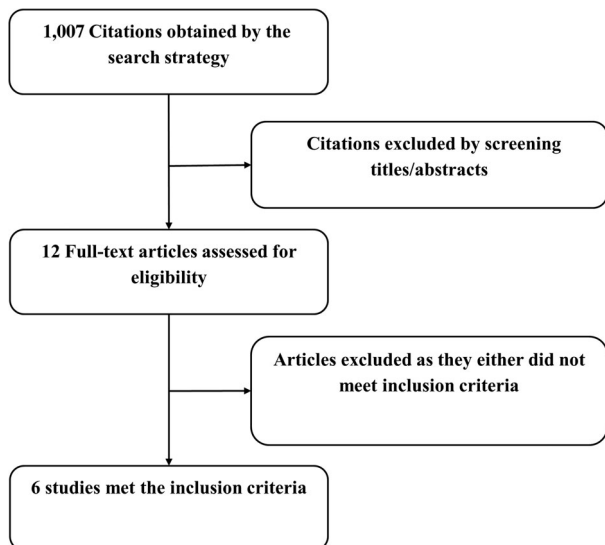 1,007 Citations obtained by the
search strategy
Citations excluded by screening
titles/abstracts
12 Full-text articles assessed for
eligibility
Articles excluded as they either did not
meet inclusion criteria
6 studies met the inclusion criteria